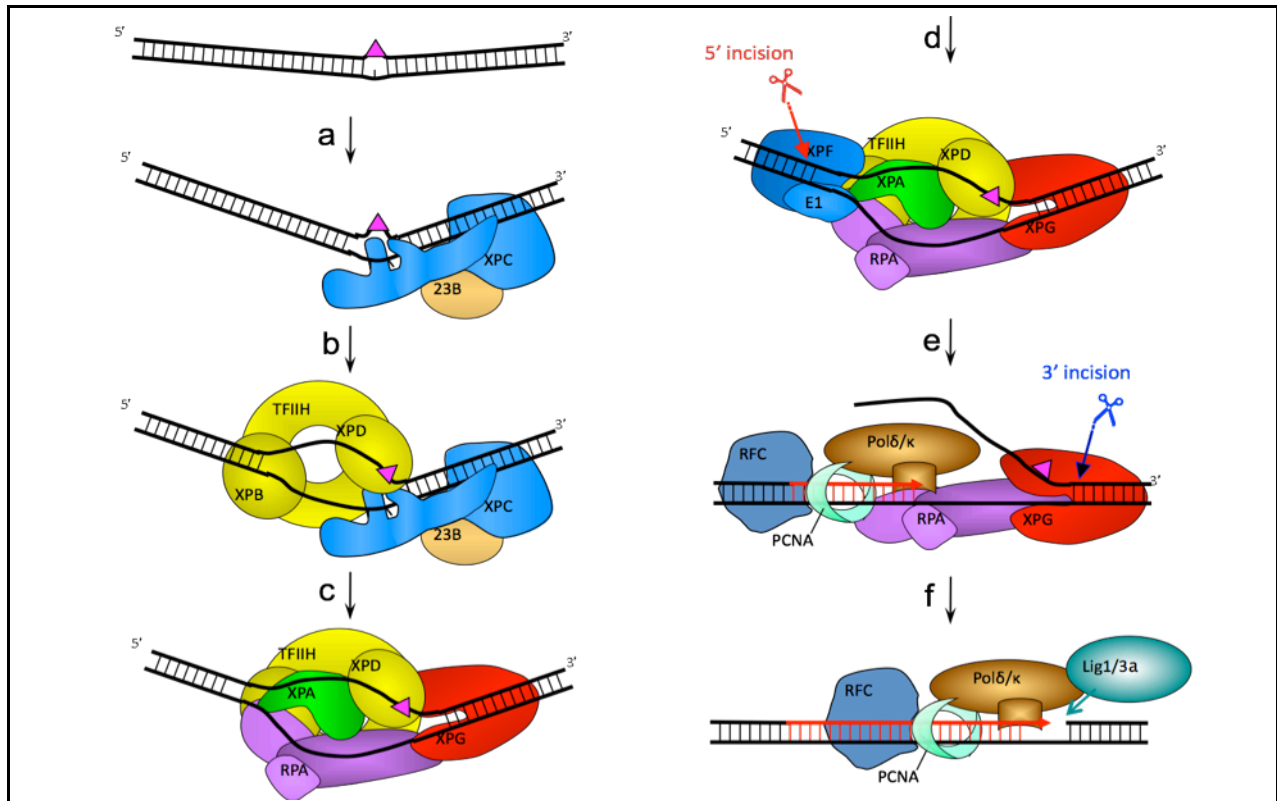 5′
a
5′
3′
XPC
23B
b
5′
3′
TFIIH
XPD
XPB
XPC
23B
c
5′
3′
TFIIH
XPD
XPA
XPG
RPA
d
5′ incision
5′
3′
XPF
TFIIH
XPD
XPA
E1
XPG
RPA
e
3′ incision
Polδ/κ
RFC
3′
RPA
XPG
PCNA
f
Lig1/3a
Polδ/κ
RFC
PCNA